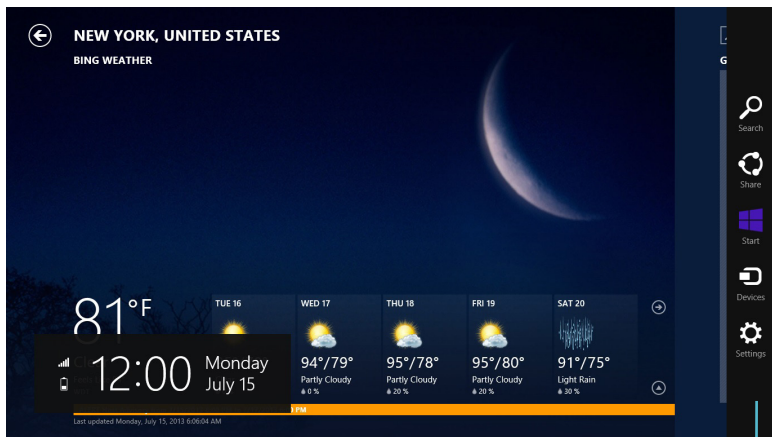 NEW YORK, UNITED STATES
BING WEATHER
G
Search
Share
Start
Devices
Settings
81°F
TUE 16
WED 17
94°/79°
Partly Cloudy
0 %
THU 18
95°/78°
Partly Cloudy
20 %
FRI 19
95°/80°
Partly Cloudy
20 %
SAT 20
91°/75°
Light Rain
30 %
12:00
Monday
July 15
PM
Last updated Monday, July 15, 2013 6:06:04 AM